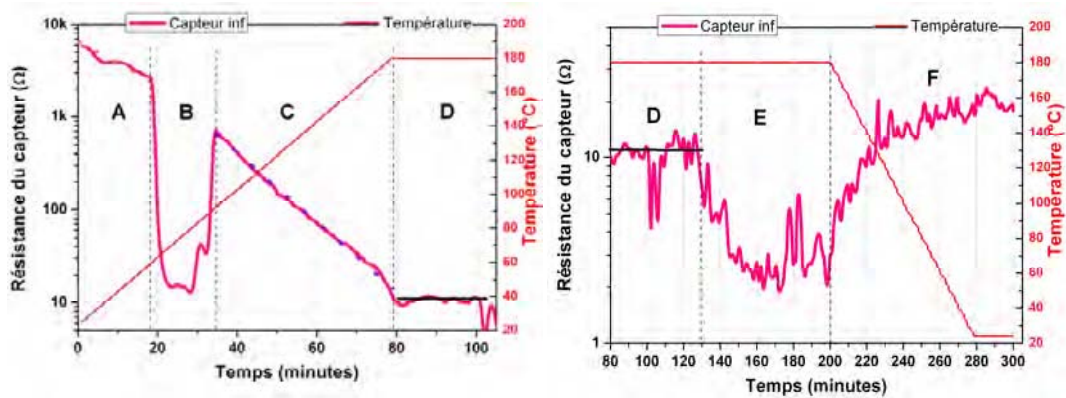 Capteur inf
Température
Résistance du capteur (Ω)
10k
1k
100
10
A
B
C
D
0
20
40
60
80
100
Temps (minutes)
200
180
160
140
120
100
80
60
40
20
Température (°C)
Capteur inf
Température
Résistance du capteur (Ω)
10
1
D
E
F
80
100
120
140
160
180
200
220
240
260
280
300
Temps (minutes)
200
180
160
140
120
100
80
60
40
20
Température (°C)